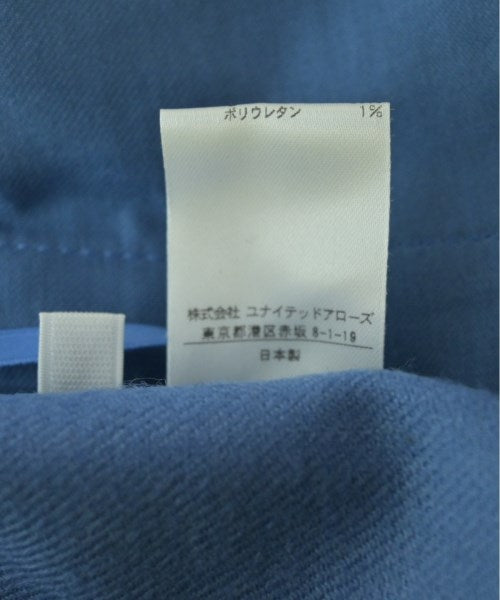 ポリウレタン 1%
株式会社 ユナイテッドアローズ
東京都港区赤坂 8-1-19
日本製